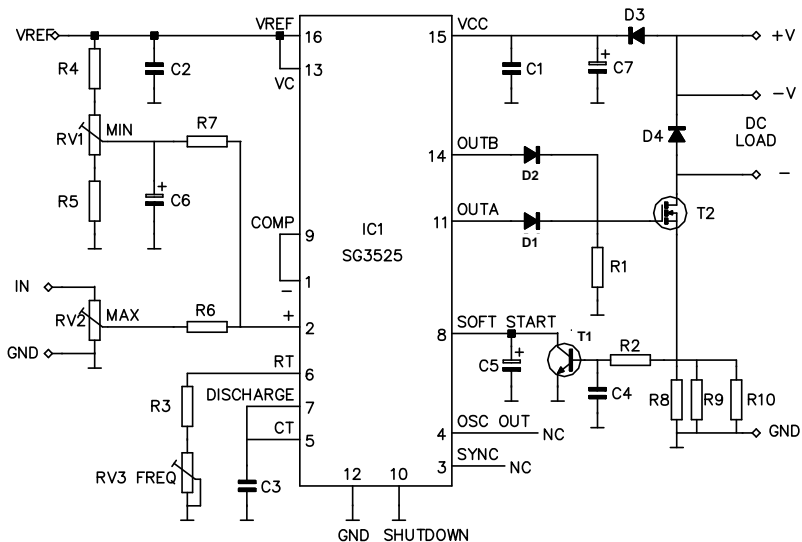 VREF
VREF
16
13
VC
15
VCC
D3
+V
R4
C2
C1
+
C7
-V
RV1
MIN
R7
D4
DC
LOAD
14
OUTB
D2
R5
+
C6
-
IC1
SG3525
COMP
9
11
OUTA
D1
T2
1
-
R1
IN
RV2
MAX
R6
+
2
8
SOFT START
T1
GND
C5
+
R2
RT
6
R3
DISCHARGE
7
C4
R8
R9
R10
CT
5
4
OSC OUT
NC
GND
RV3 FREQ
C3
3
SYNC
NC
12
10
GND
SHUTDOWN